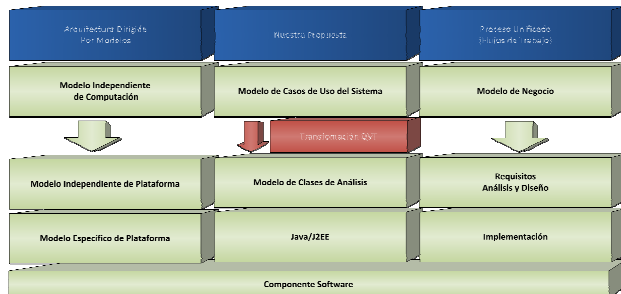 Arquitectura Dirigida
Por Modelos
Nuestra Propuesta
Proceso Unificado
(Flujos de Trabajo)
Modelo Independiente
de Computación
Modelo de Casos de Uso del Sistema
Modelo de Negocio
Transformación QVT
Modelo Independiente de Plataforma
Modelo de Clases de Análisis
Requisitos
Análisis y Diseño
Modelo Específico de Plataforma
Java/J2EE
Implementación
Componente Software